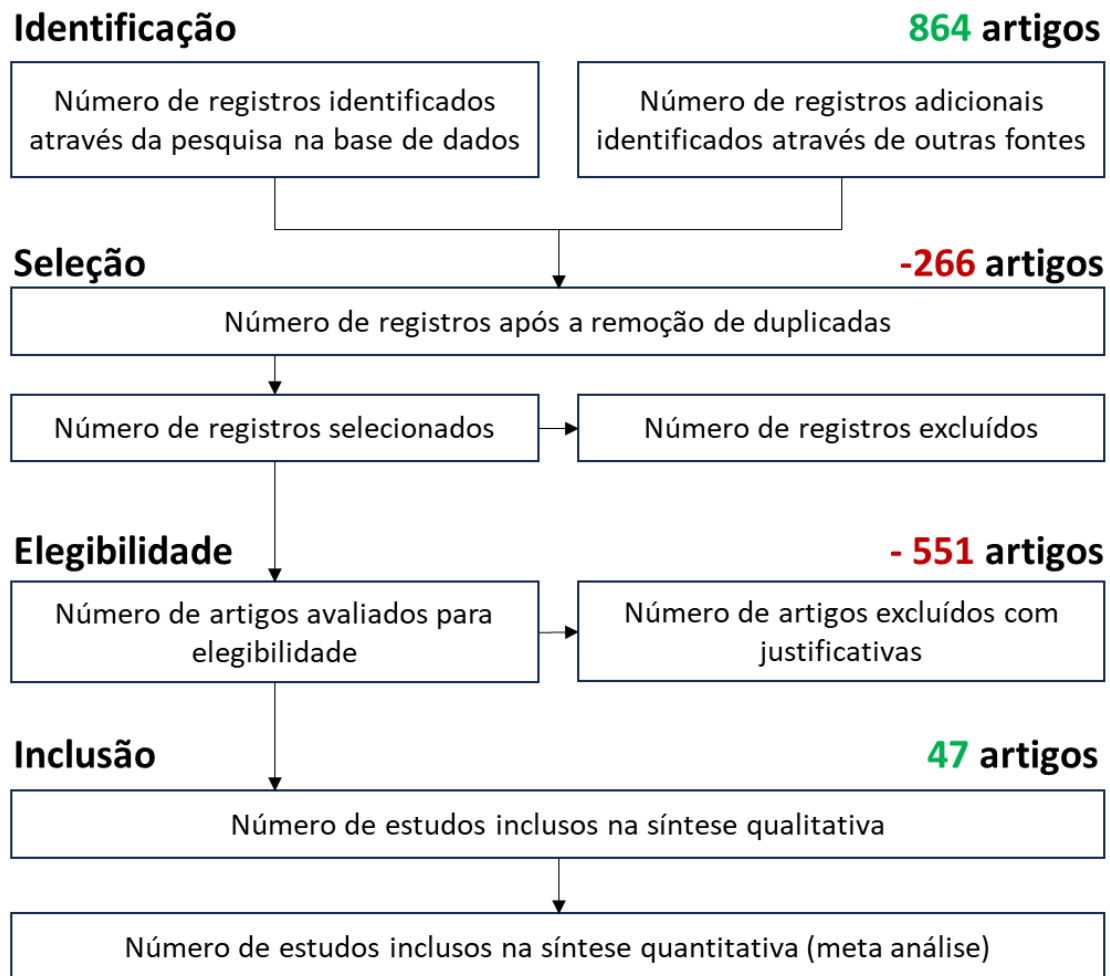 Identificação
864 artigos
Número de registros identificados
através da pesquisa na base de dados
Número de registros adicionais
identificados através de outras fontes
Seleção
-266 artigos
Número de registros após a remoção de duplicadas
Número de registros selecionados
Número de registros excluídos
Elegibilidade
- 551 artigos
Número de artigos avaliados para
elegibilidade
Número de artigos excluídos com
justificativas
Inclusão
47 artigos
Número de estudos inclusos na síntese qualitativa
Número de estudos inclusos na síntese quantitativa (meta análise)